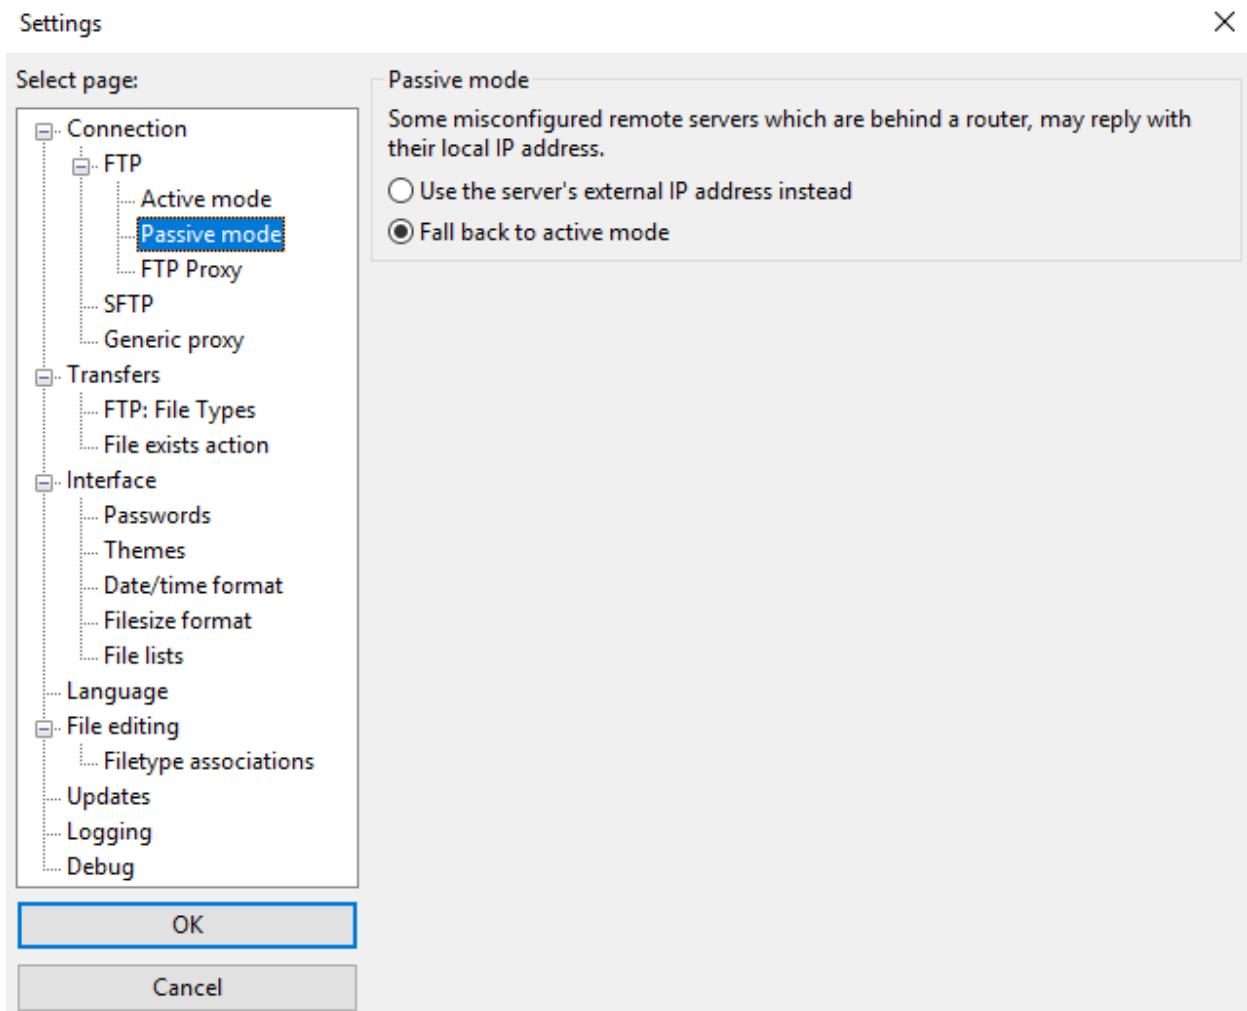 Settings
Select page:
Connection
FTP
Active mode
Passive mode
FTP Proxy
SFTP
Generic proxy
Transfers
FTP: File Types
File exists action
Interface
Passwords
Themes
Date/time format
Filesize format
File lists
Language
File editing
Filetype associations
Updates
Logging
Debug
OK
Cancel
Passive mode
Some misconfigured remote servers which are behind a router, may reply with
their local IP address.
Use the server's external IP address instead
Fall back to active mode